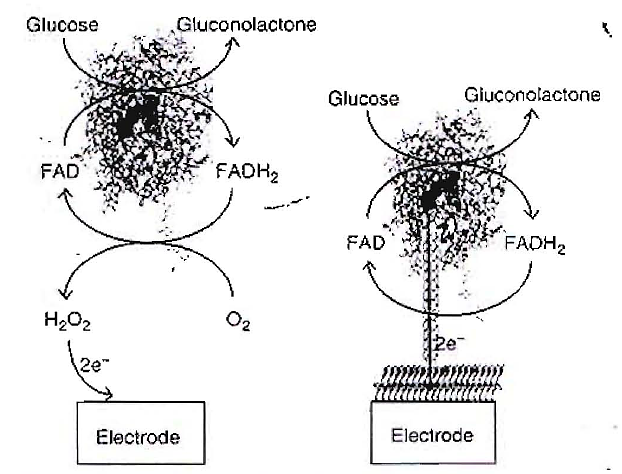 Glucose
Gluconolactone
FAD
FADH₂
H₂O₂
O₂
2e⁻
Electrode
Glucose
Gluconolactone
FAD
FADH₂
2e⁻
Electrode